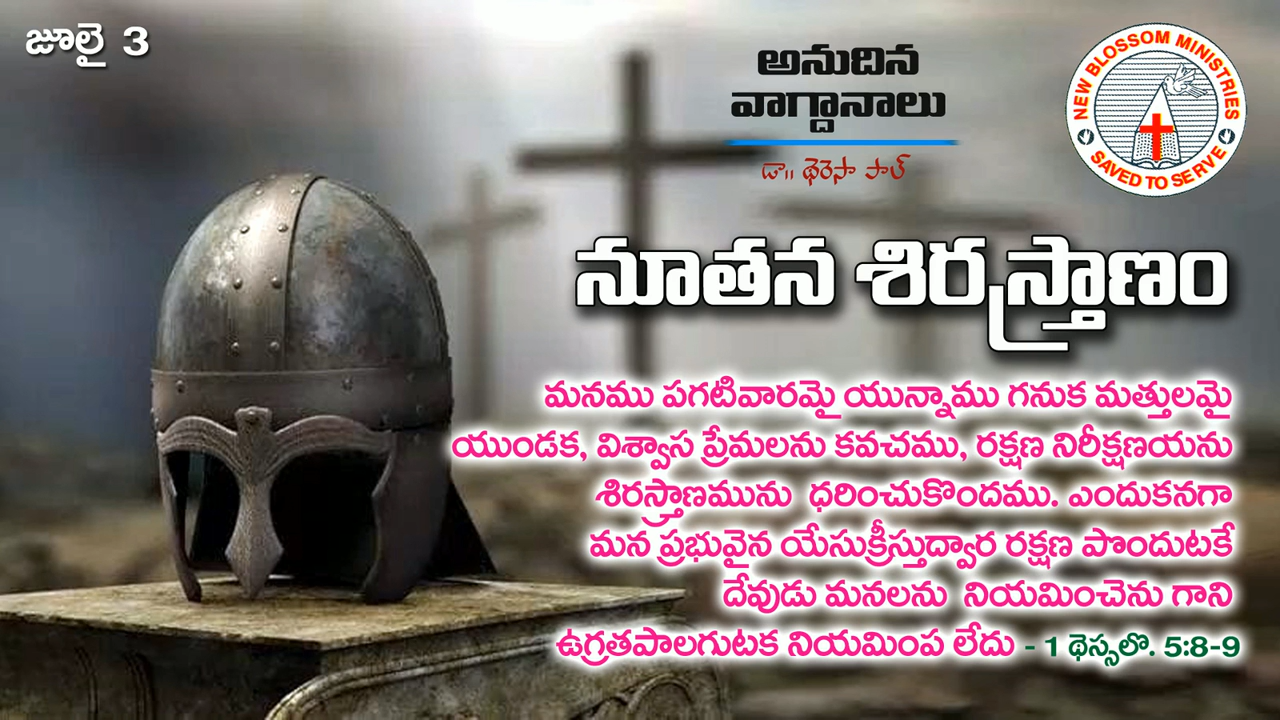 జూలై 3
అనుదిన
వాగ్దానాలు
డా|| థెరెసా పాల్
NEW BLOSSOM MINISTRIES
SAVED TO SERVE
నూతన శిరస్త్రాణం
మనము పగటివారమై యున్నాము గనుక మత్తులమై
యుండక, విశ్వాస ప్రేమలను కవచము, రక్షణ నిరీక్షణయను
శిరస్త్రాణమును ధరించుకొందము. ఎందుకనగా
మన ప్రభువైన యేసుక్రీస్తుద్వార రక్షణ పొందుటకే
దేవుడు మనలను నియమించెను గాని
ఉగ్రతపాలగుటక నియమింప లేదు - 1 థెస్సలొ. 5:8-9